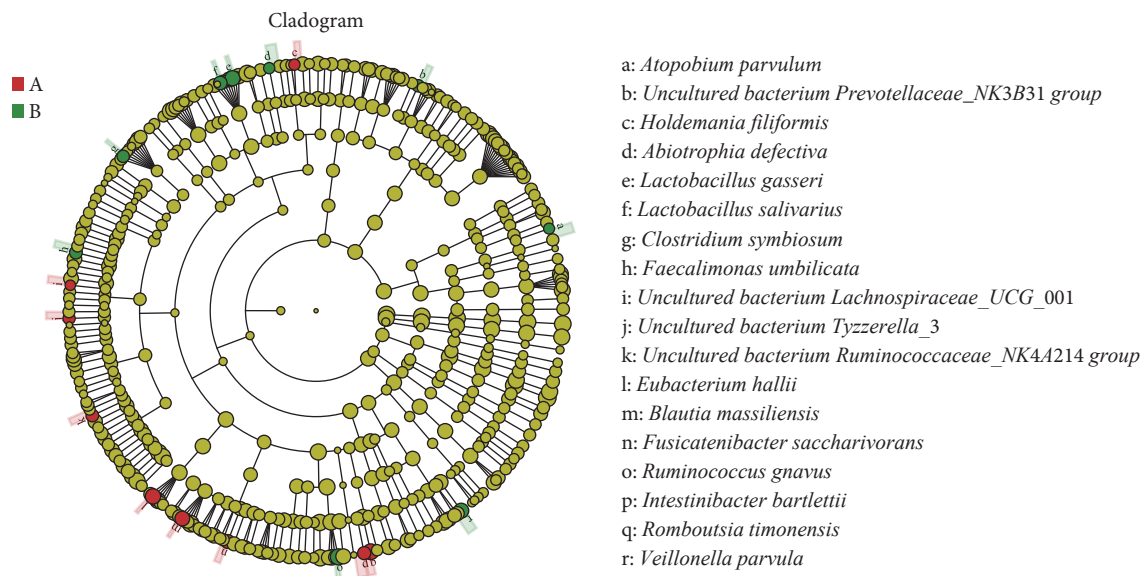 Cladogram
A
B
f
e
d
c
b
a
h
k
a: Atopobium parvulum
b: Uncultured bacterium Prevotellaceae_NK3B31 group
c: Holdemania filiformis
d: Abiotrophia defectiva
e: Lactobacillus gasseri
f: Lactobacillus salivarius
g: Clostridium symbiosum
h: Faecalimonas umbilicata
i: Uncultured bacterium Lachnospiraceae_UCG_001
j: Uncultured bacterium Tyzzerella_3
k: Uncultured bacterium Ruminococcaceae_NK4A214 group
l: Eubacterium hallii
m: Blautia massiliensis
n: Fusicatenibacter saccharivorans
o: Ruminococcus gnavus
p: Intestinibacter bartlettii
q: Romboutsia timonensis
r: Veillonella parvula